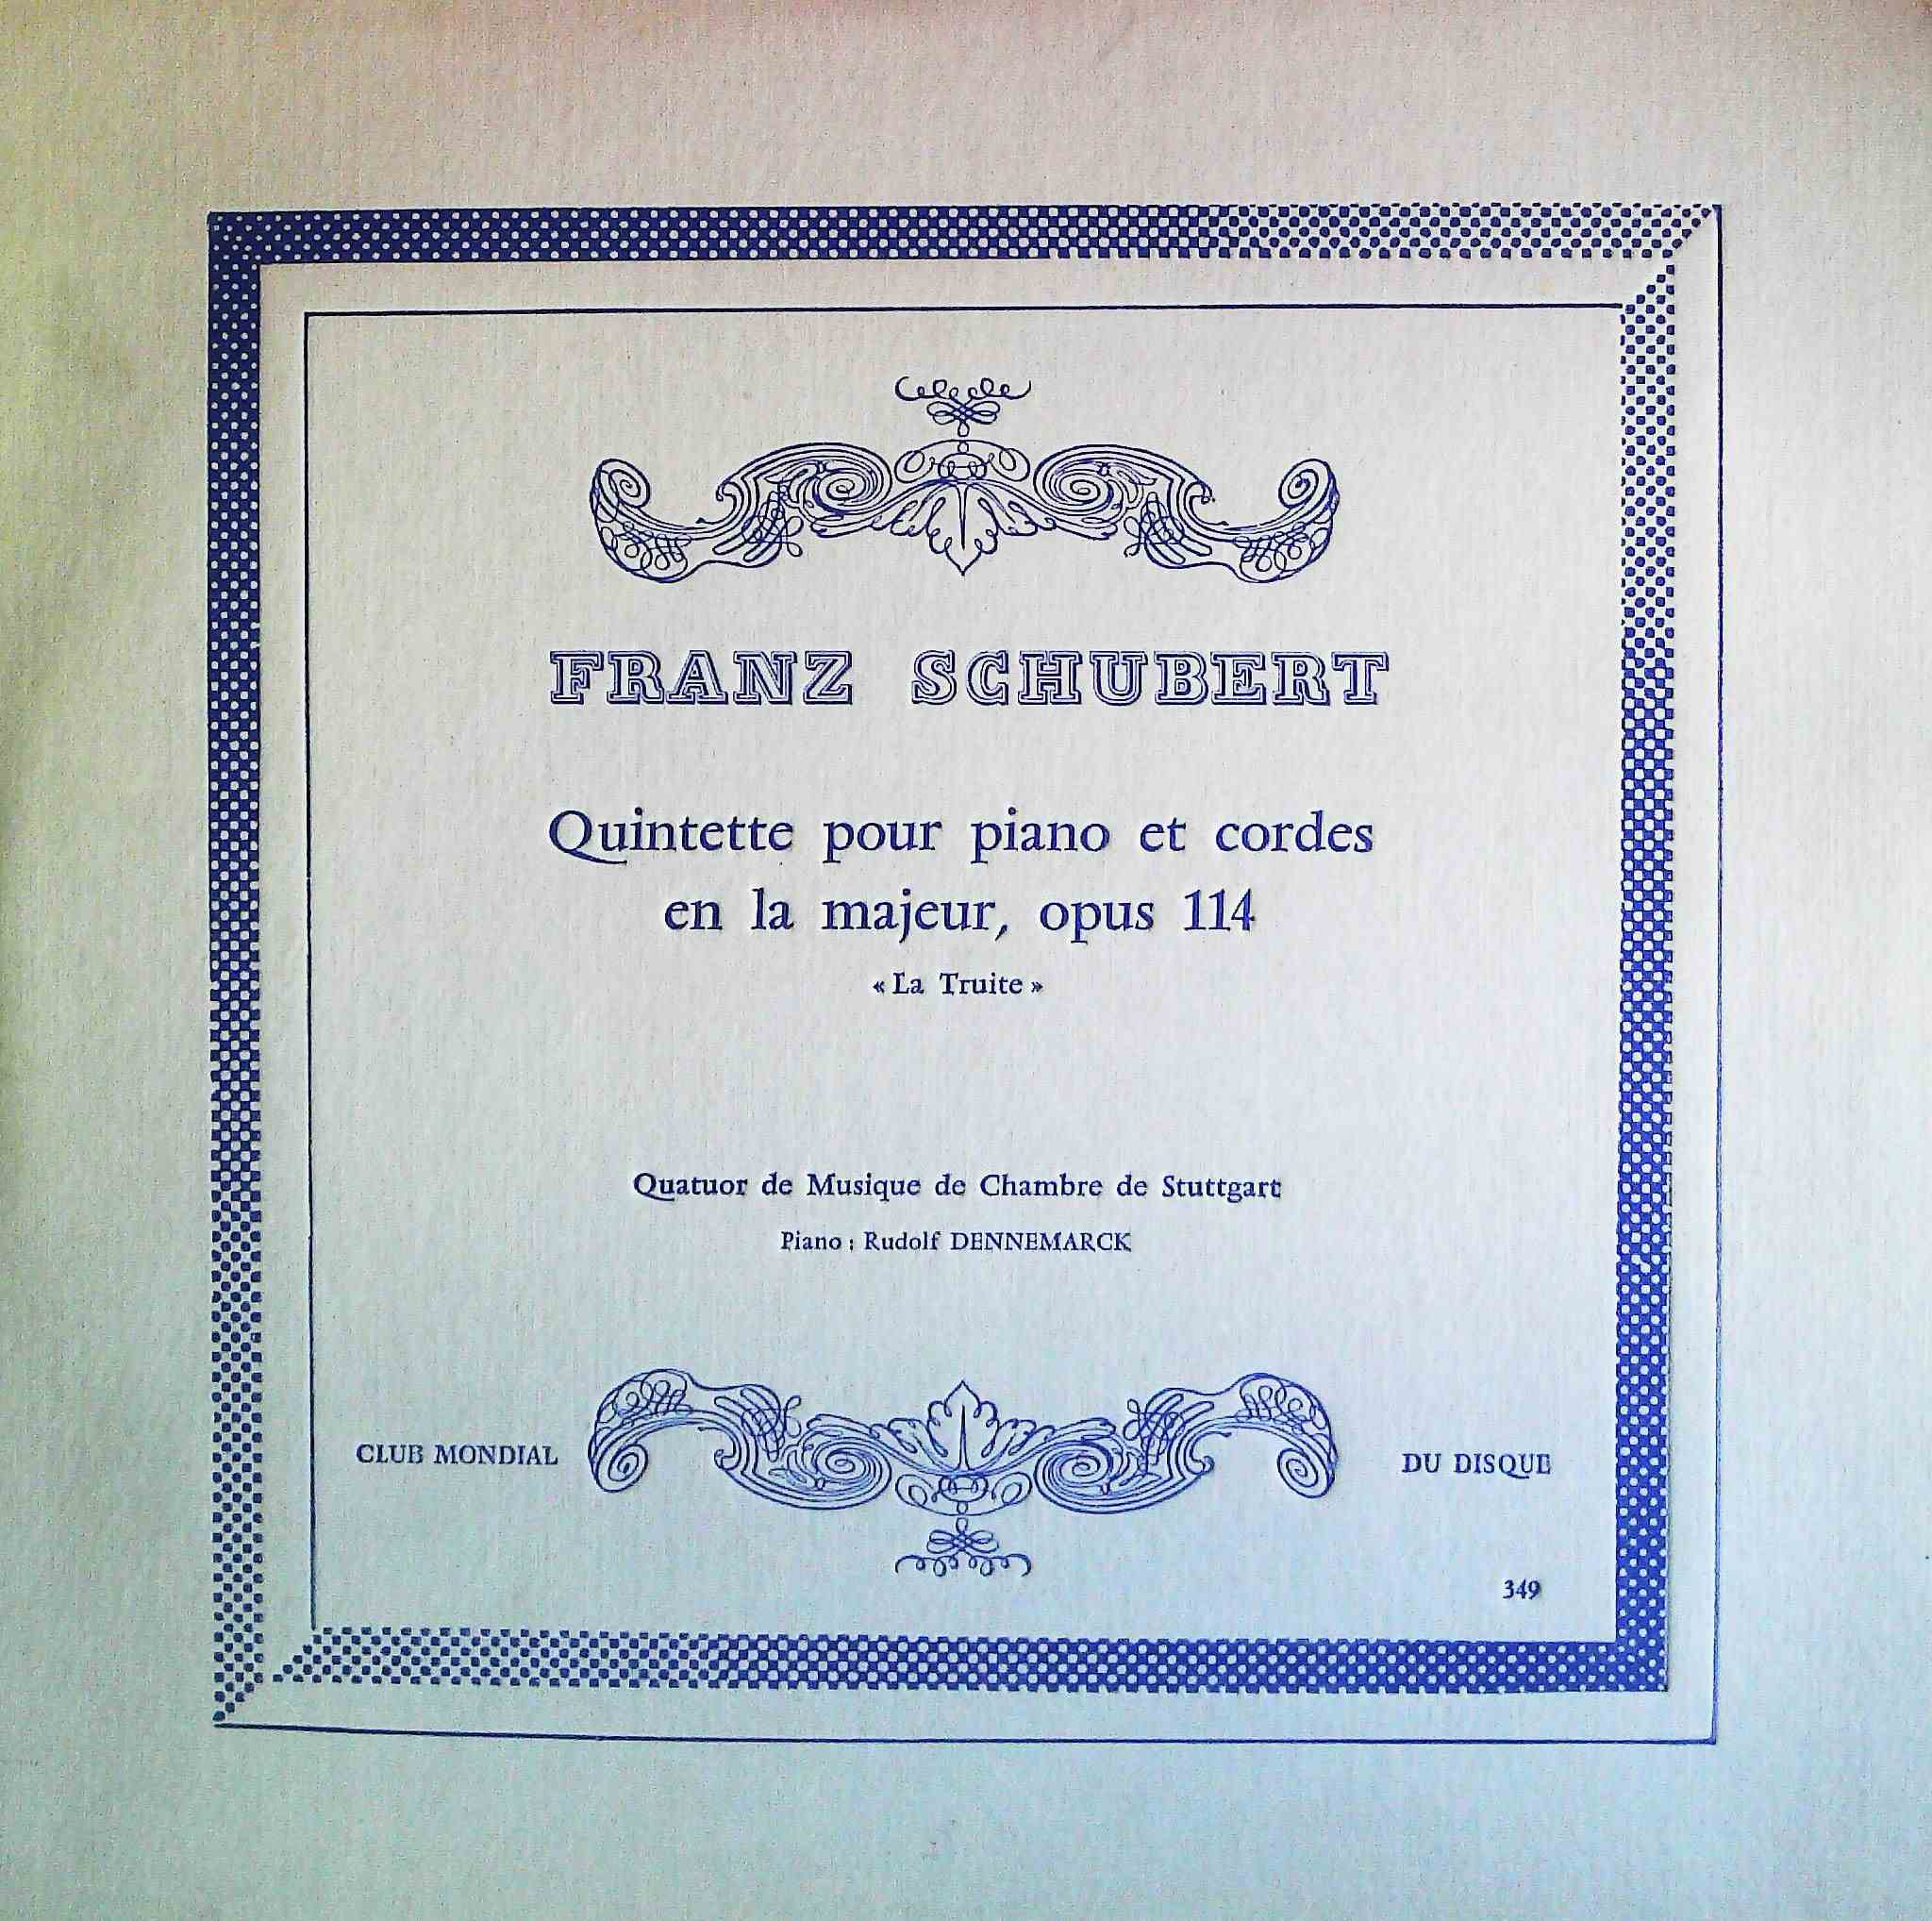 FRANZ SCHUBERT
Quintette pour piano et cordes
en la majeur, opus 114
« La Truite »
Quatuor de Musique de Chambre de Stuttgart
Piano : Rudolf DENNEMARCK
CLUB MONDIAL DU DISQUE
349